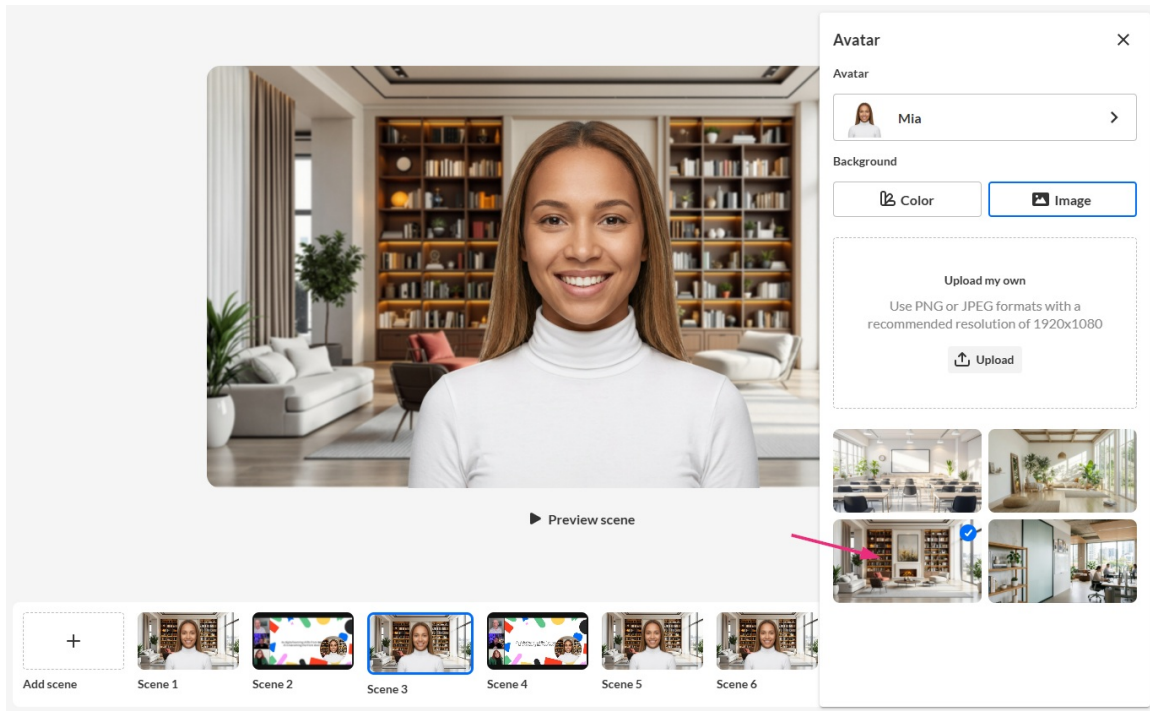 Avatar
Avatar
Mia
Background
Color
Image
Upload my own
Use PNG or JPEG formats with a
recommended resolution of 1920x1080
Upload
Preview scene
Add scene
Scene 1
Scene 2
Scene 3
Scene 4
Scene 5
Scene 6